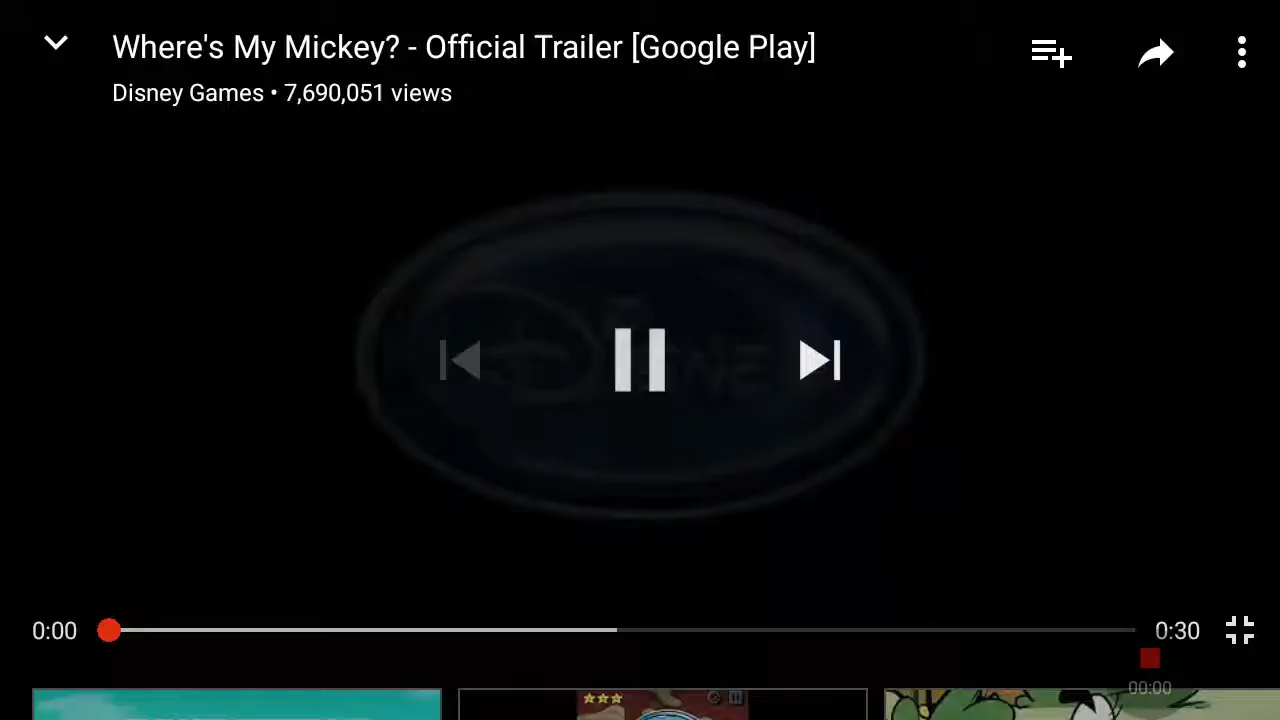 Where's My Mickey? - Official Trailer [Google Play]
Disney Games • 7,690,051 views
DISNEY
0:00
0:30
00:00